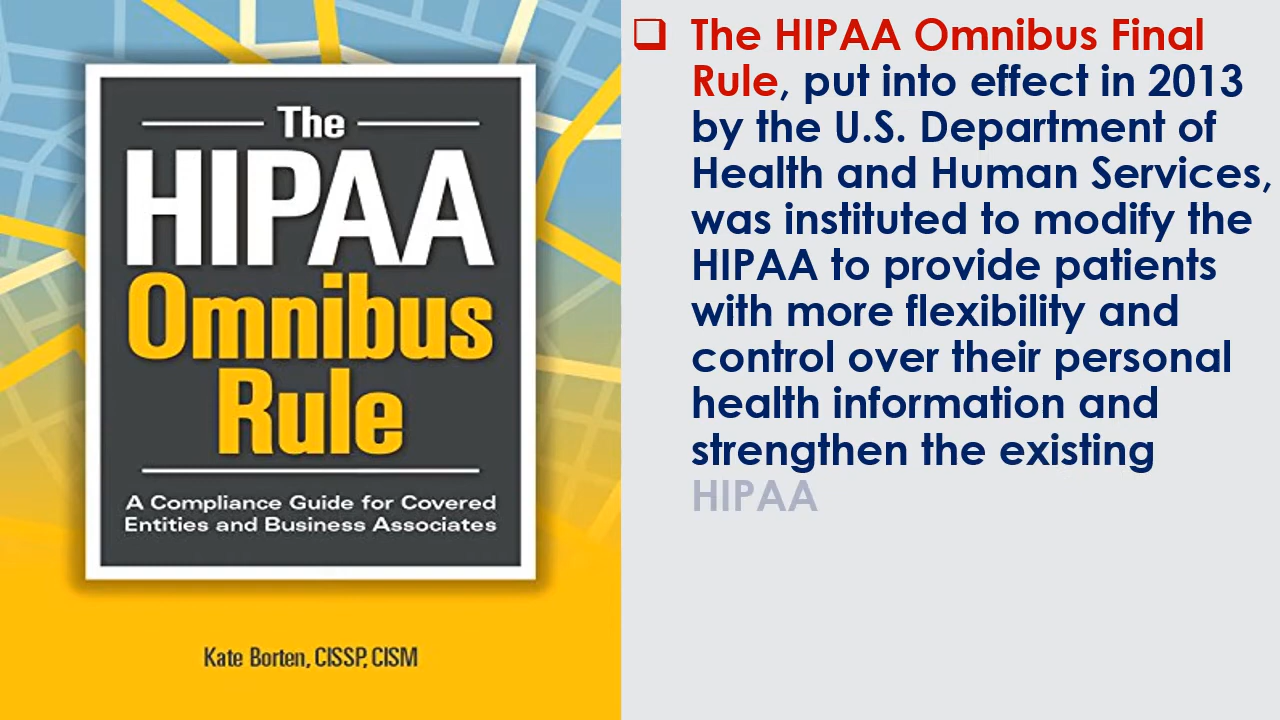 The
HIPAA
Omnibus
Rule
A Compliance Guide for Covered
Entities and Business Associates
Kate Borten, CISSP, CISM
The HIPAA Omnibus Final
Rule, put into effect in 2013
by the U.S. Department of
Health and Human Services,
was instituted to modify the
HIPAA to provide patients
with more flexibility and
control over their personal
health information and
strengthen the existing
HIPAA